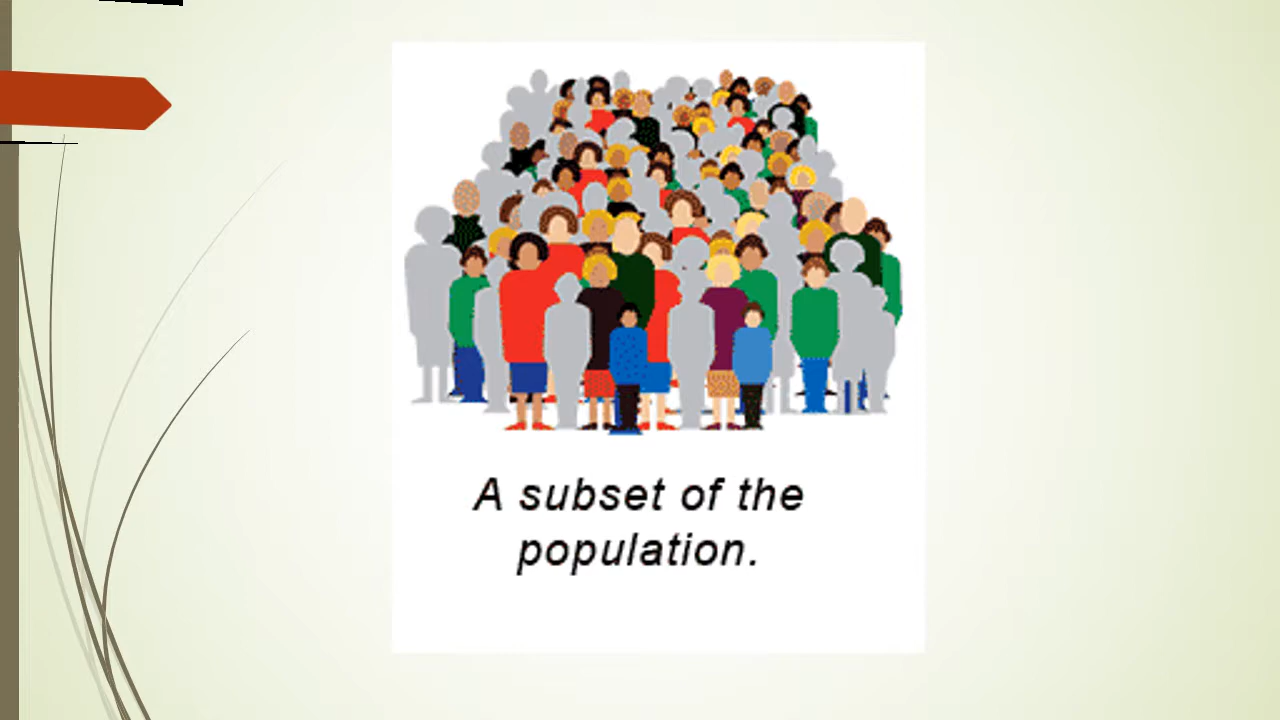 A subset of the
population.